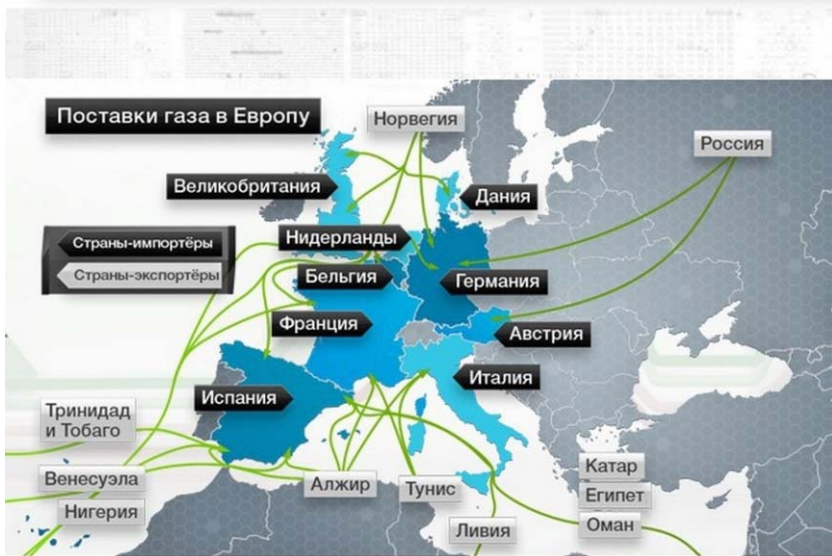 Поставки газа в Европу
Норвегия
Россия
Великобритания
Дания
Нидерланды
Страны-импортёры
Страны-экспортёры
Бельгия
Германия
Франция
Австрия
Италия
Испания
Тринидад
и Тобаго
Венесуэла
Нигерия
Алжир
Тунис
Ливия
Катар
Египет
Оман